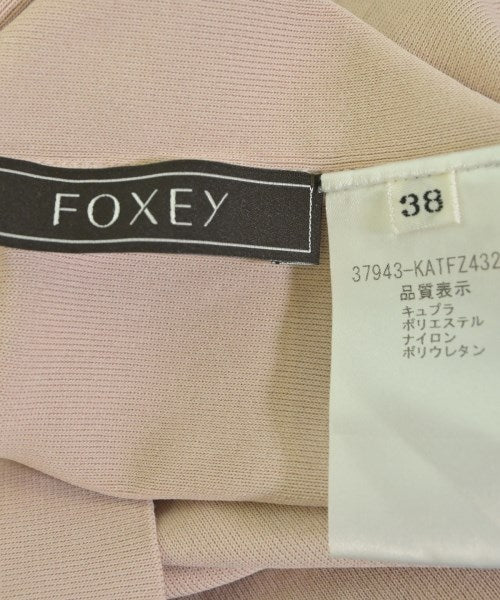 FOXEY
38
37943-KATFZ432
品質表示
キュプラ
ポリエステル
ナイロン
ポリウレタン